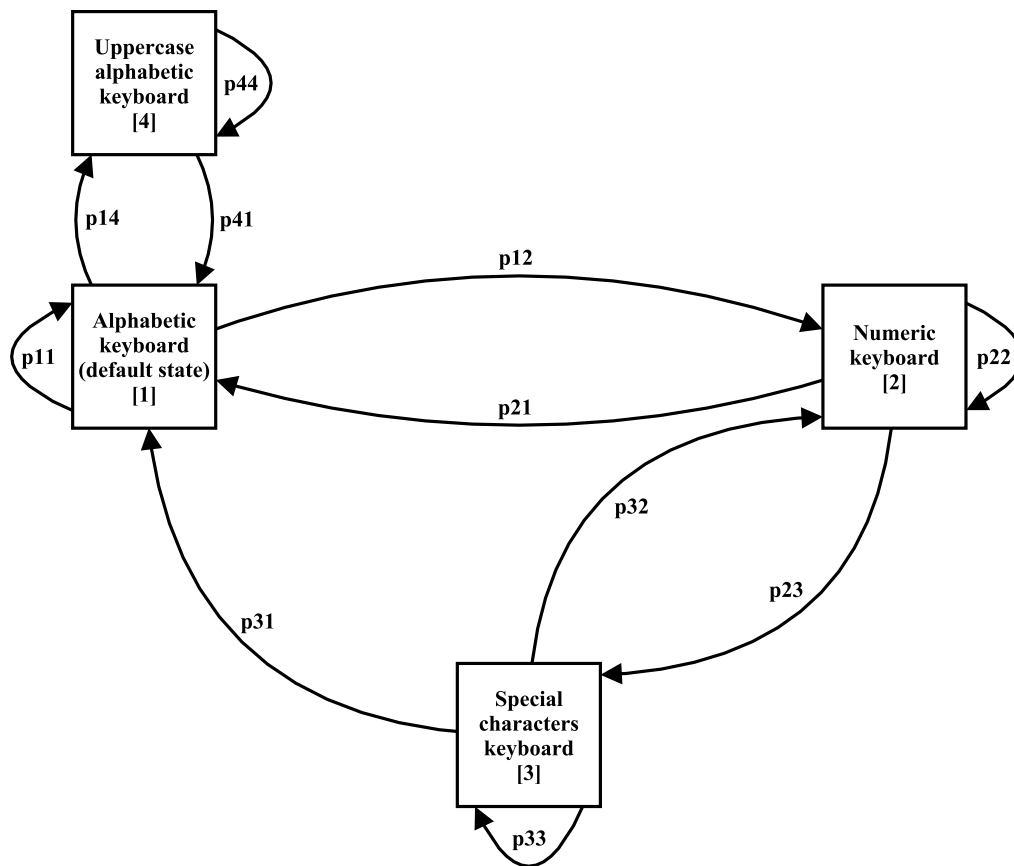 Uppercase
alphabetic
keyboard
[4]
p44
p14
p41
p12
Alphabetic
keyboard
(default state)
[1]
p11
Numeric
keyboard
[2]
p22
p21
p32
p23
p31
Special
characters
keyboard
[3]
p33